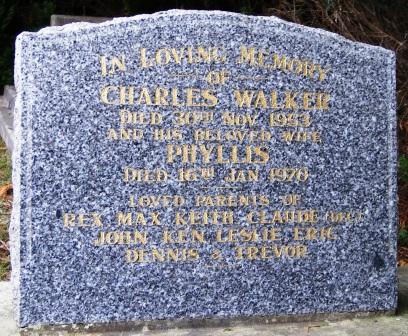 IN LOVING MEMORY
OF
CHARLES WALKER
DIED 30TH NOV 1953
AND HIS BELOVED WIFE
PHYLLIS
DIED 16TH JAN 1970
LOVED PARENTS OF
REX MAX KEITH CLAUDE (DEC)
JOHN KEN LESLIE ERIC
DENNIS & TREVOR